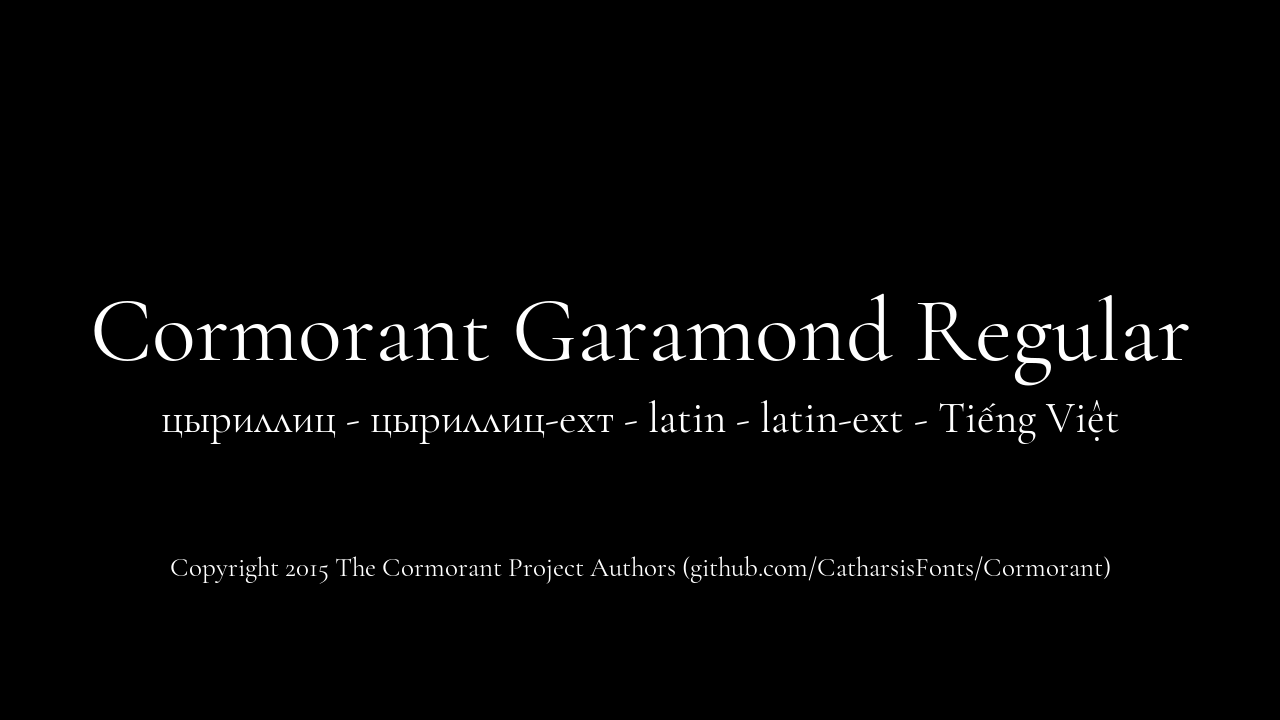 Cormorant Garamond Regular
цыриллиц - цыриллиц-ехт - latin - latin-ext - Tiếng Việt
Copyright 2015 The Cormorant Project Authors (github.com/CatharsisFonts/Cormorant)